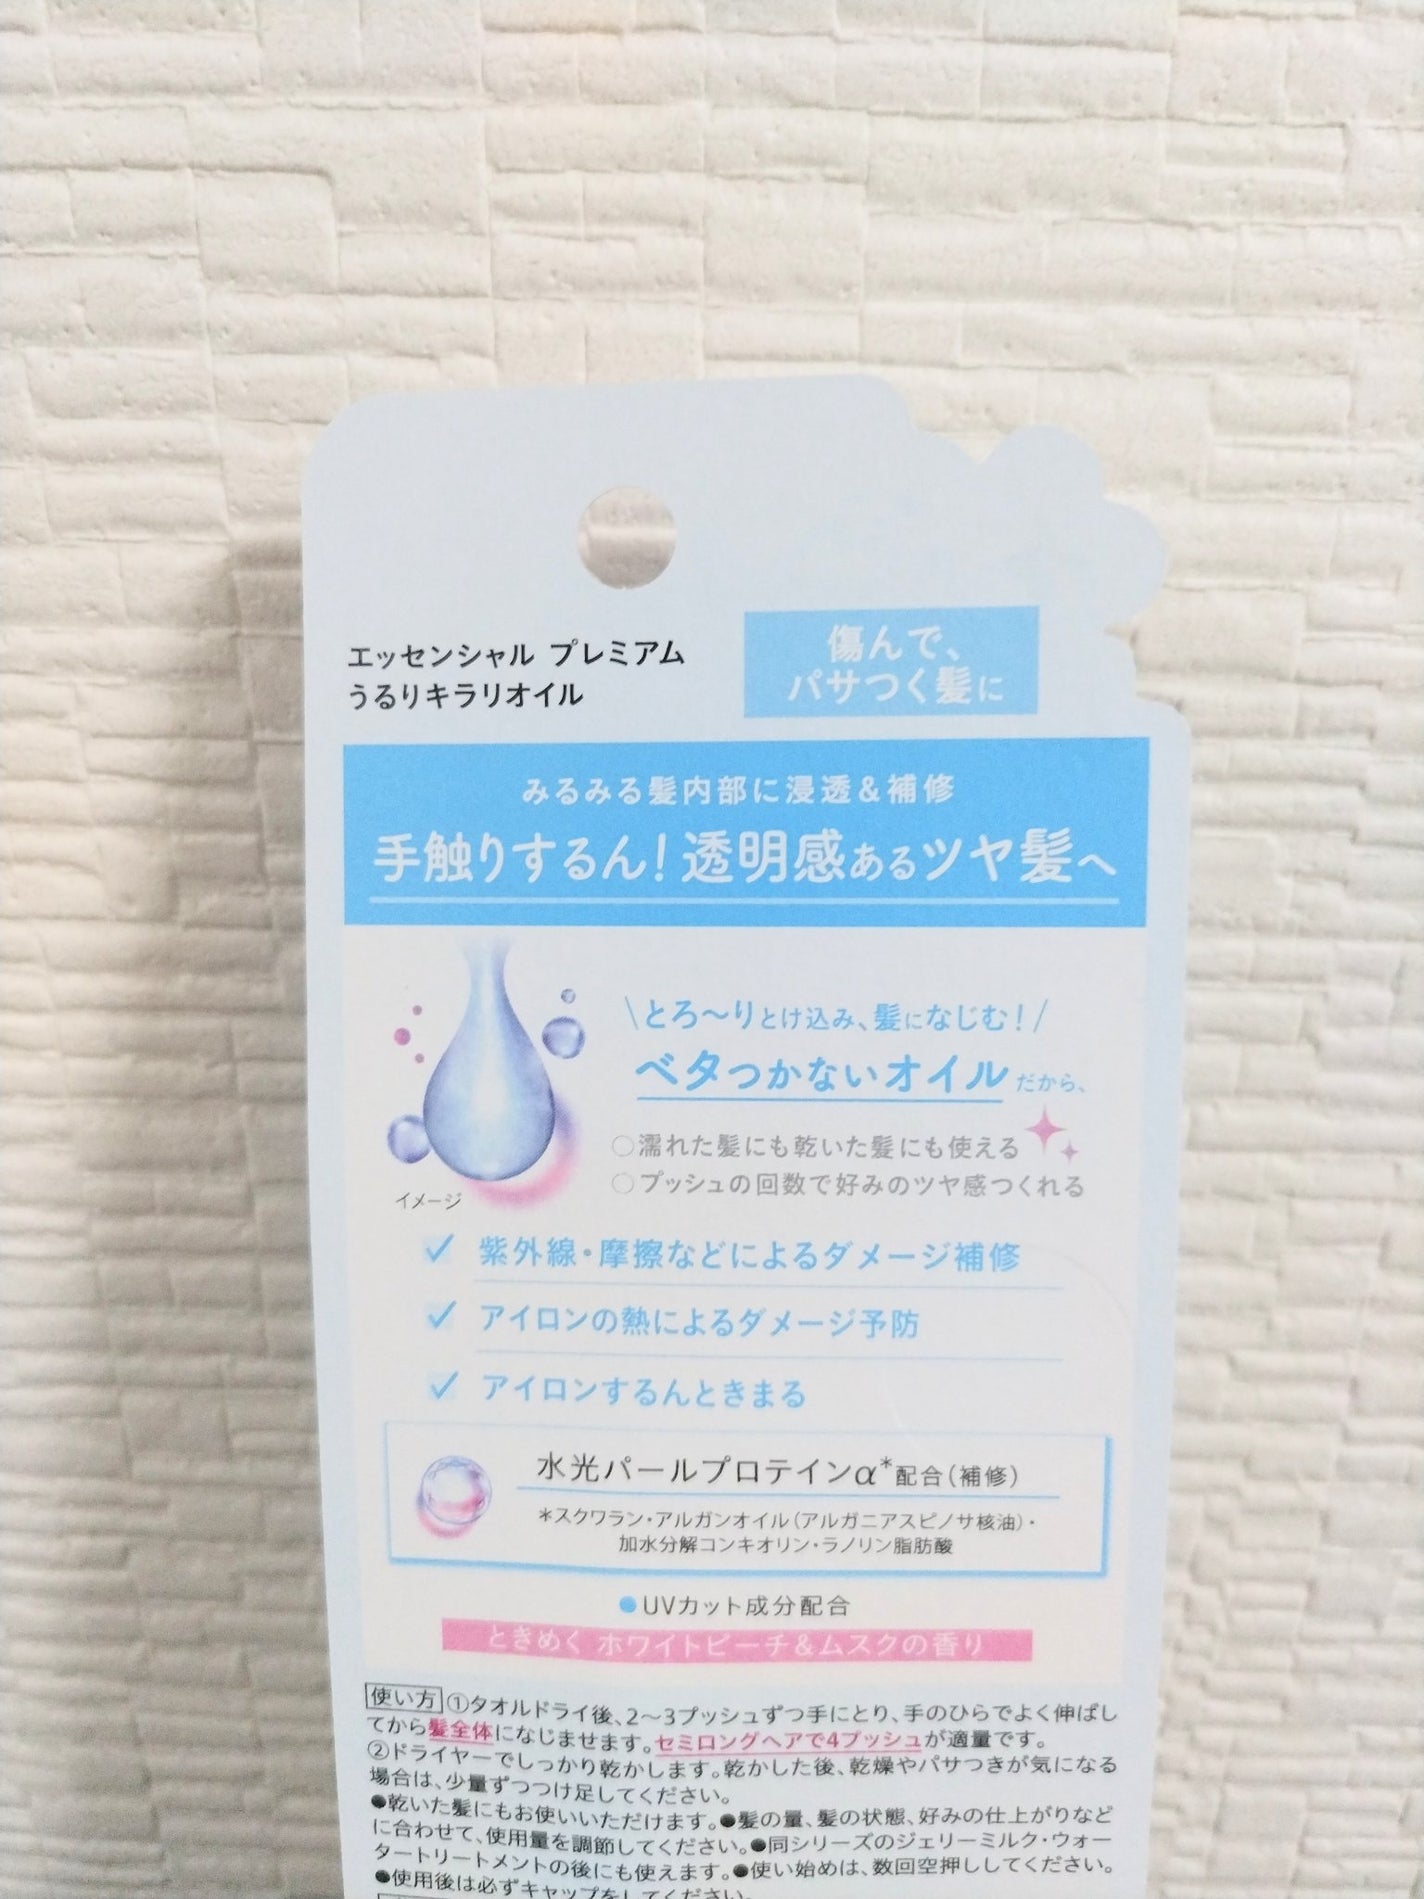 エッセンシャル プレミアム
うるりキラリオイル
傷んで、
パサつく髪に
みるみる髪内部に浸透&補修
手触りするん!透明感あるツヤ髪へ
\とろ〜りとけ込み、髪になじむ!/
ベタつかないオイルだから、
○濡れた髪にも乾いた髪にも使える
○プッシュの回数で好みのツヤ感つくれる
イメージ
✓ 紫外線・摩擦などによるダメージ補修
✓ アイロンの熱によるダメージ予防
✓ アイロンするんときまる
水光パールプロテインα*配合(補修)
*スクワラン・アルガンオイル(アルガニアスピノサ核油)・
加水分解コンキオリン・ラノリン脂肪酸
●UVカット成分配合
ときめく ホワイトピーチ&ムスクの香り
使い方 ①タオルドライ後、2〜3プッシュずつ手にとり、手のひらでよく伸ばし
てから髪全体になじませます。セミロングヘアで4プッシュが適量です。
②ドライヤーでしっかり乾かします。乾かした後、乾燥やパサつきが気になる
場合は、少量ずつつけ足してください。
●乾いた髪にもお使いいただけます。●髪の量、髪の状態、好みの仕上がりなど
に合わせて、使用量を調節してください。●同シリーズのジェリーミルク・ウォー
タートリートメントの後にも使えます。●使い始めは、数回空押ししてください。
●使用後は必ずキャップをしてください。